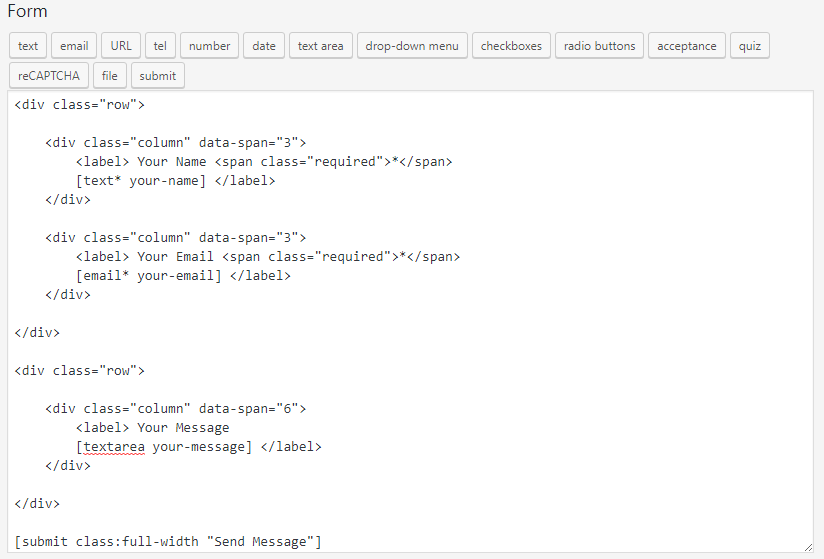 Form
text email URL tel number date text area drop-down menu checkboxes radio buttons acceptance quiz
reCAPTCHA file submit
<div class="row">
<div class="column" data-span="3">
<label> Your Name <span class="required">*</span>
[text* your-name] </label>
</div>
<div class="column" data-span="3">
<label> Your Email <span class="required">*</span>
[email* your-email] </label>
</div>
</div>
<div class="row">
<div class="column" data-span="6">
<label> Your Message
[textarea your-message] </label>
</div>
</div>
[submit class:full-width "Send Message"]